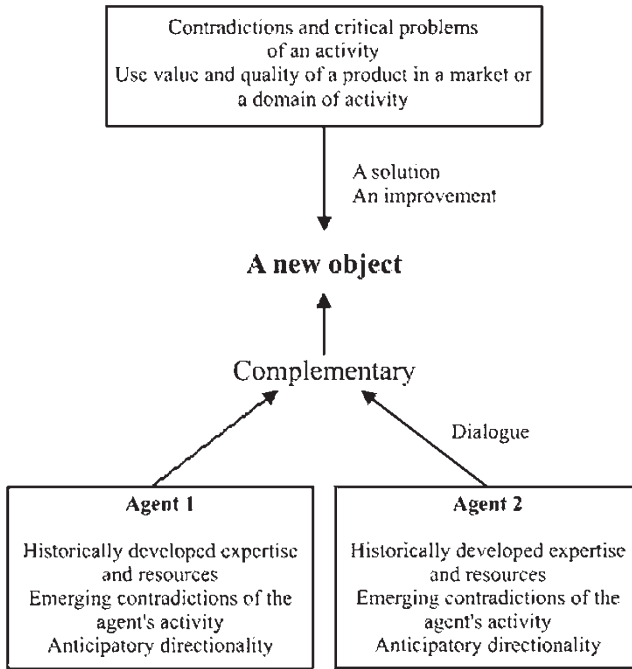 Contradictions and critical problems
of an activity
Use value and quality of a product in a market or
a domain of activity
A solution
An improvement
A new object
Complementary
Dialogue
Agent 1
Historically developed expertise
and resources
Emerging contradictions of the
agent's activity
Anticipatory directionality
Agent 2
Historically developed expertise
and resources
Emerging contradictions of the
agent's activity
Anticipatory directionality